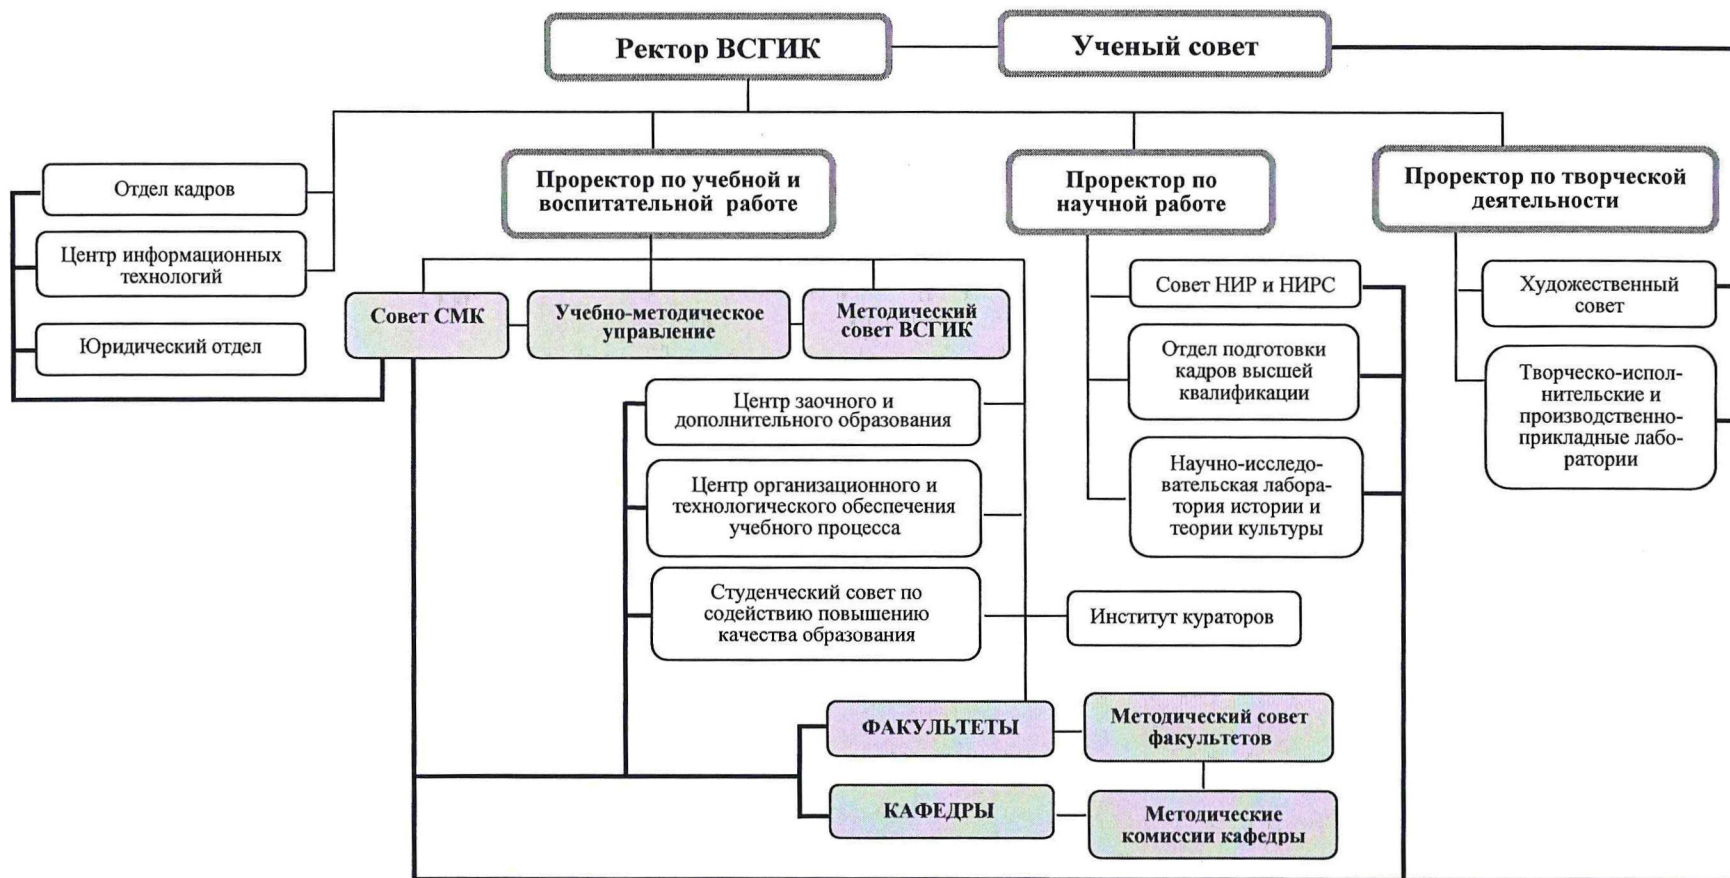 Ректор ВСГИК
Ученый совет
Отдел кадров
Центр информационных
технологий
Юридический отдел
Проректор по учебной и
воспитательной работе
Проректор по
научной работе
Проректор по творческой
деятельности
Совет СМК
Учебно-методическое
управление
Методический
совет ВСГИК
Центр заочного и
дополнительного образования
Центр организационного и
технологического обеспечения
учебного процесса
Студенческий совет по
содействию повышению
качества образования
Институт кураторов
Совет НИР и НИРС
Отдел подготовки
кадров высшей
квалификации
Научно-исследо-
вательская лабора-
тория истории и
теории культуры
Художественный
совет
Творческо-испол-
нительские и
производственно-
прикладные лабо-
ратории
ФАКУЛЬТЕТЫ
Методический совет
факультетов
КАФЕДРЫ
Методические
комиссии кафедры